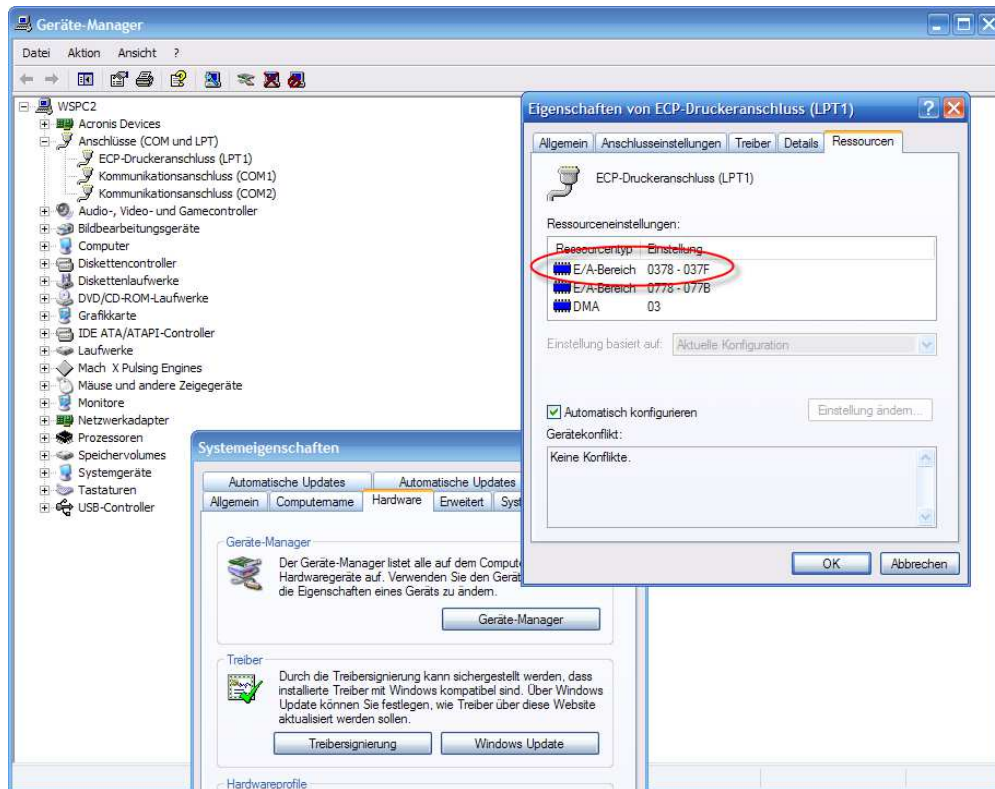 Geräte-Manager
Datei Aktion Ansicht ?
WSPC2
Acronis Devices
Anschlüsse (COM und LPT)
ECP-Druckeranschluss (LPT1)
Kommunikationsanschluss (COM1)
Kommunikationsanschluss (COM2)
Audio-, Video- und Gamecontroller
Bildbearbeitungsgeräte
Computer
Diskettencontroller
Diskettenlaufwerke
DVD/CD-ROM-Laufwerke
Grafikkarte
IDE ATA/ATAPI-Controller
Laufwerke
Mach X Pulsing Engines
Mäuse und andere Zeigegeräte
Monitore
Netzwerkadapter
Prozessoren
Speichervolumes
Systemgeräte
Tastaturen
USB-Controller
Eigenschaften von ECP-Druckeranschluss (LPT1)
Allgemein Anschlusseinstellungen Treiber Details Ressourcen
ECP-Druckeranschluss (LPT1)
Ressourceneinstellungen:
Ressourcentyp Einstellung
E/A-Bereich 0378 - 037F
E/A-Bereich 0778 - 077B
DMA 03
Einstellung basiert auf: Aktuelle Konfiguration
Automatisch konfigurieren Einstellung ändern...
Gerätekonflikt:
Keine Konflikte.
OK Abbrechen
Systemeigenschaften
Automatische Updates Automatische Updates
Allgemein Computername Hardware Erweitert Syst
Geräte-Manager
Der Geräte-Manager listet alle auf dem Compute
Hardwaregeräte auf. Verwenden Sie den Gerät
die Eigenschaften eines Geräts zu ändern.
Geräte-Manager
Treiber
Durch die Treibersignierung kann sichergestellt werden, dass
installierte Treiber mit Windows kompatibel sind. Über Windows
Update können Sie festlegen, wie Treiber über diese Website
aktualisiert werden sollen.
Treibersignierung Windows Update
Hardwareprofile